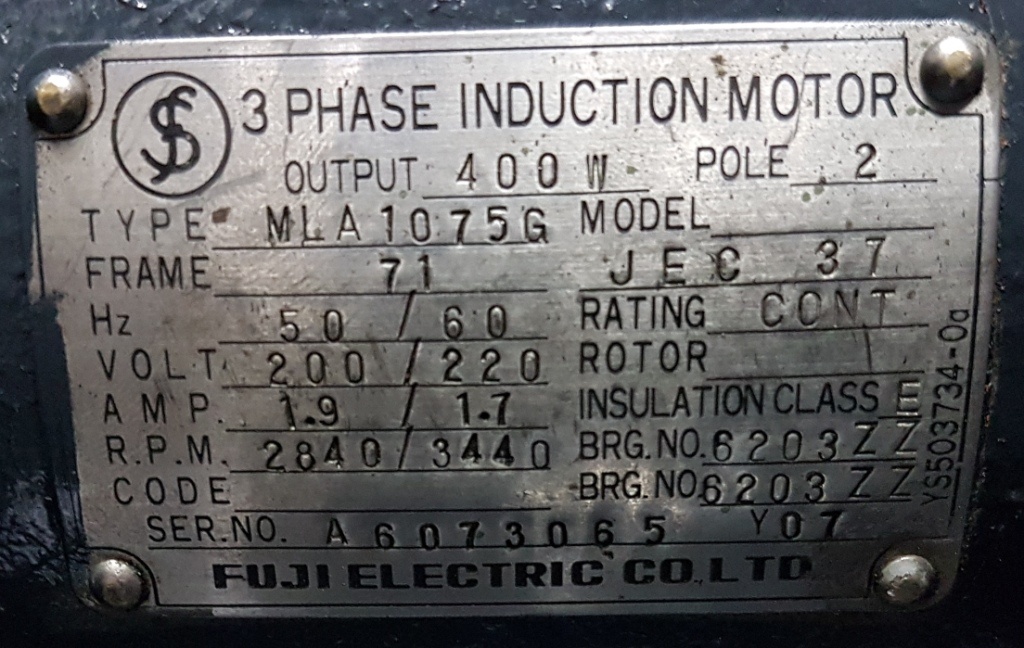 3 PHASE INDUCTION MOTOR
OUTPUT 400 W POLE 2
TYPE MLA1075G MODEL
FRAME 71 JEC 37
Hz 50 / 60 RATING CONT
VOLT 200 / 220 ROTOR
AMP. 1.9 / 1.7 INSULATION CLASS E
R.P.M. 2840 / 3440 BRG. NO. 6203ZZ
CODE BRG. NO. 6203ZZ
SER. NO. A6073065 Y07
FUJI ELECTRIC CO., LTD
YS503734-0a